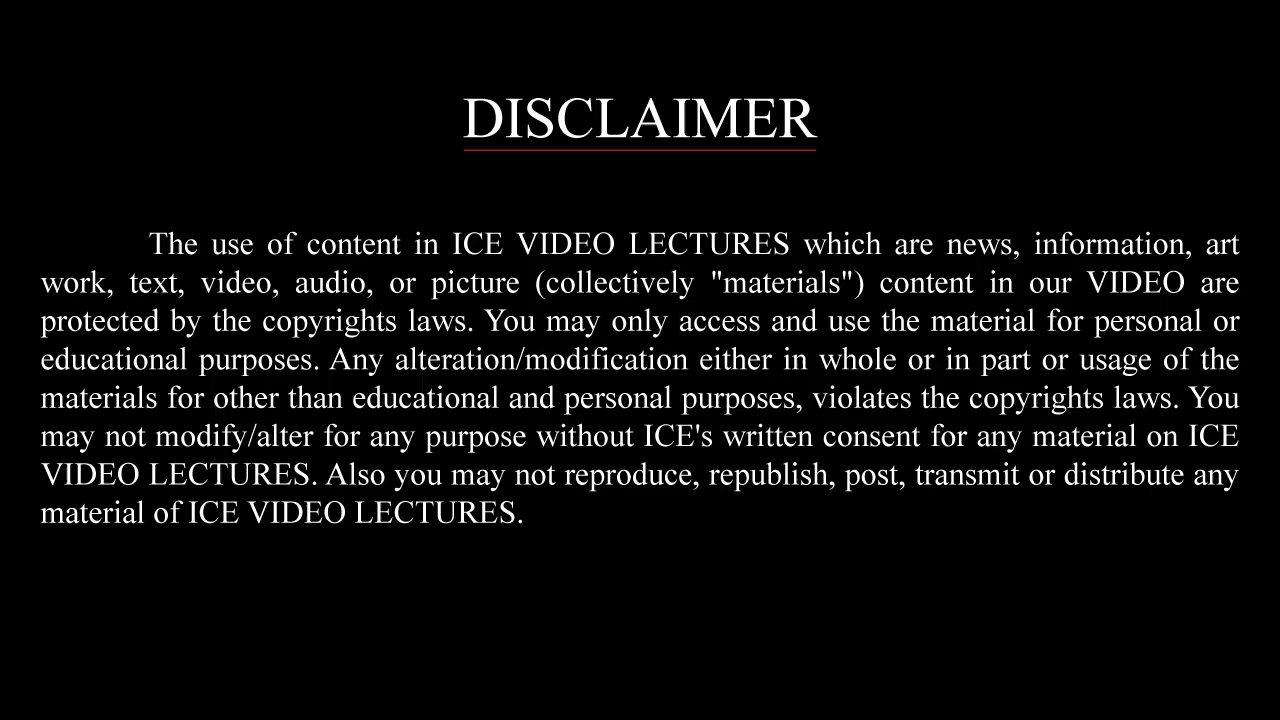 DISCLAIMER
The use of content in ICE VIDEO LECTURES which are news, information, art
work, text, video, audio, or picture (collectively "materials") content in our VIDEO are
protected by the copyrights laws. You may only access and use the material for personal or
educational purposes. Any alteration/modification either in whole or in part or usage of the
materials for other than educational and personal purposes, violates the copyrights laws. You
may not modify/alter for any purpose without ICE's written consent for any material on ICE
VIDEO LECTURES. Also you may not reproduce, republish, post, transmit or distribute any
material of ICE VIDEO LECTURES.